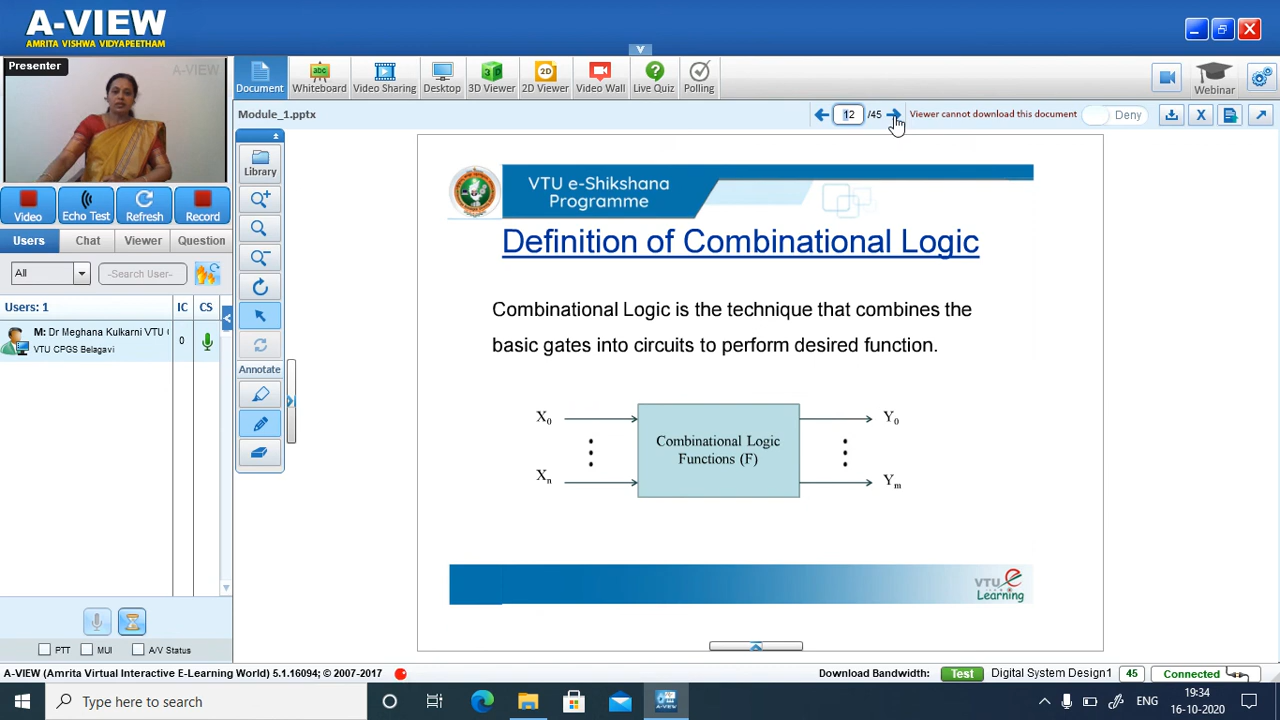 A-VIEW
AMRITA VISHWA VIDYAPEETHAM
Presenter
A-VIEW
Document
Whiteboard
Video Sharing
Desktop
3D Viewer
2D Viewer
Video Wall
Live Quiz
Polling
Webinar
Module_1.pptx
12 /45
Viewer cannot download this document
Deny
Video
Echo Test
Refresh
Record
Users
Chat
Viewer
Question
All
-Search User-
Users: 1
IC
CS
M: Dr Meghana Kulkarni VTU
VTU CPGS Belagavi
0
Library
Annotate
VTU e-Shikshana
Programme
Definition of Combinational Logic
Combinational Logic is the technique that combines the
basic gates into circuits to perform desired function.
X0
Xn
Combinational Logic
Functions (F)
Y0
Ym
VTU e
Learning
PTT
MUI
A/V Status
A-VIEW (Amrita Virtual Interactive E-Learning World) 5.1.16094; © 2007-2017
Download Bandwidth:
Test
Digital System Design1
45
Connected
Type here to search
ENG
19:34
16-10-2020